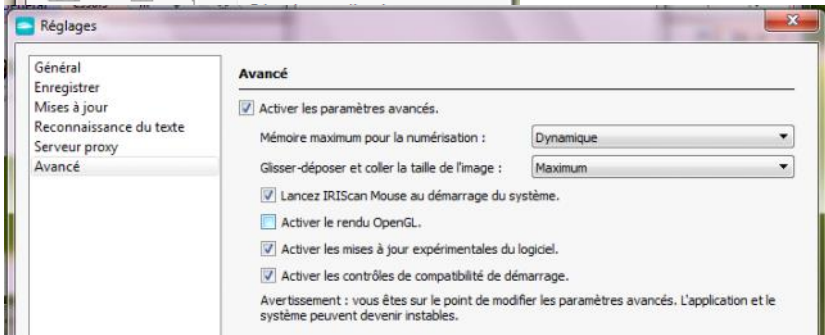 Réglages
Général
Enregistrer
Mises à jour
Reconnaissance du texte
Serveur proxy
Avancé
Avancé
Activer les paramètres avancés.
Mémoire maximum pour la numérisation : Dynamique
Glisser-déposer et coller la taille de l'image : Maximum
Lancez IRIScan Mouse au démarrage du système.
Activer le rendu OpenGL.
Activer les mises à jour expérimentales du logiciel.
Activer les contrôles de compatibilité de démarrage.
Avertissement : vous êtes sur le point de modifier les paramètres avancés. L'application et le
système peuvent devenir instables.